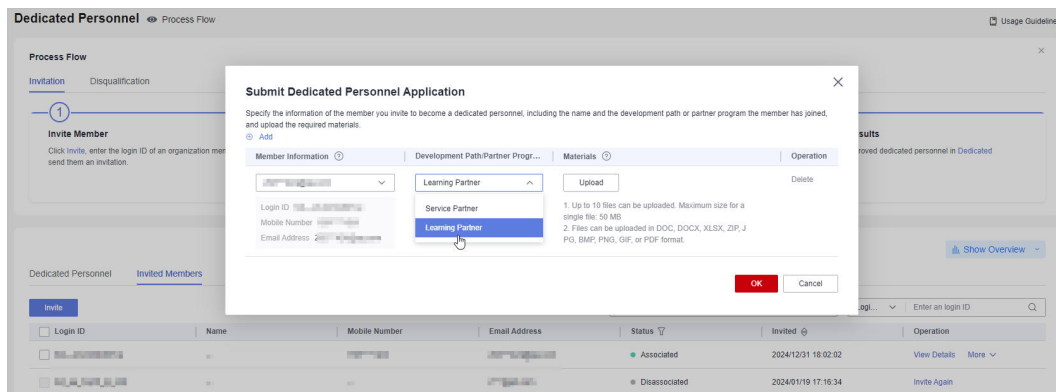 Dedicated Personnel Process Flow
Usage Guideline
Process Flow
Invitation Disqualification
1
Invite Member
Click Invite, enter the login ID of an organization mem
send them an invitation.
sults
roved dedicated personnel in Dedicated
Submit Dedicated Personnel Application
Specify the information of the member you invite to become a dedicated personnel, including the name and the development path or partner program the member has joined,
and upload the required materials.
Add
Member Information Development Path/Partner Progr... Materials Operation
Learning Partner Upload Delete
Login ID
Mobile Number
Email Address 2
Service Partner
Learning Partner
1. Up to 10 files can be uploaded. Maximum size for a
single file: 50 MB
2. Files can be uploaded in DOC, DOCX, XLSX, ZIP, J
PG, BMP, PNG, GIF, or PDF format.
OK Cancel
Show Overview
Dedicated Personnel Invited Members
Invite
Logi... Enter an login ID
Login ID Name Mobile Number Email Address Status Invited Operation
Associated 2024/12/31 18:02:02 View Details More
Disassociated 2024/01/19 17:16:34 Invite Again